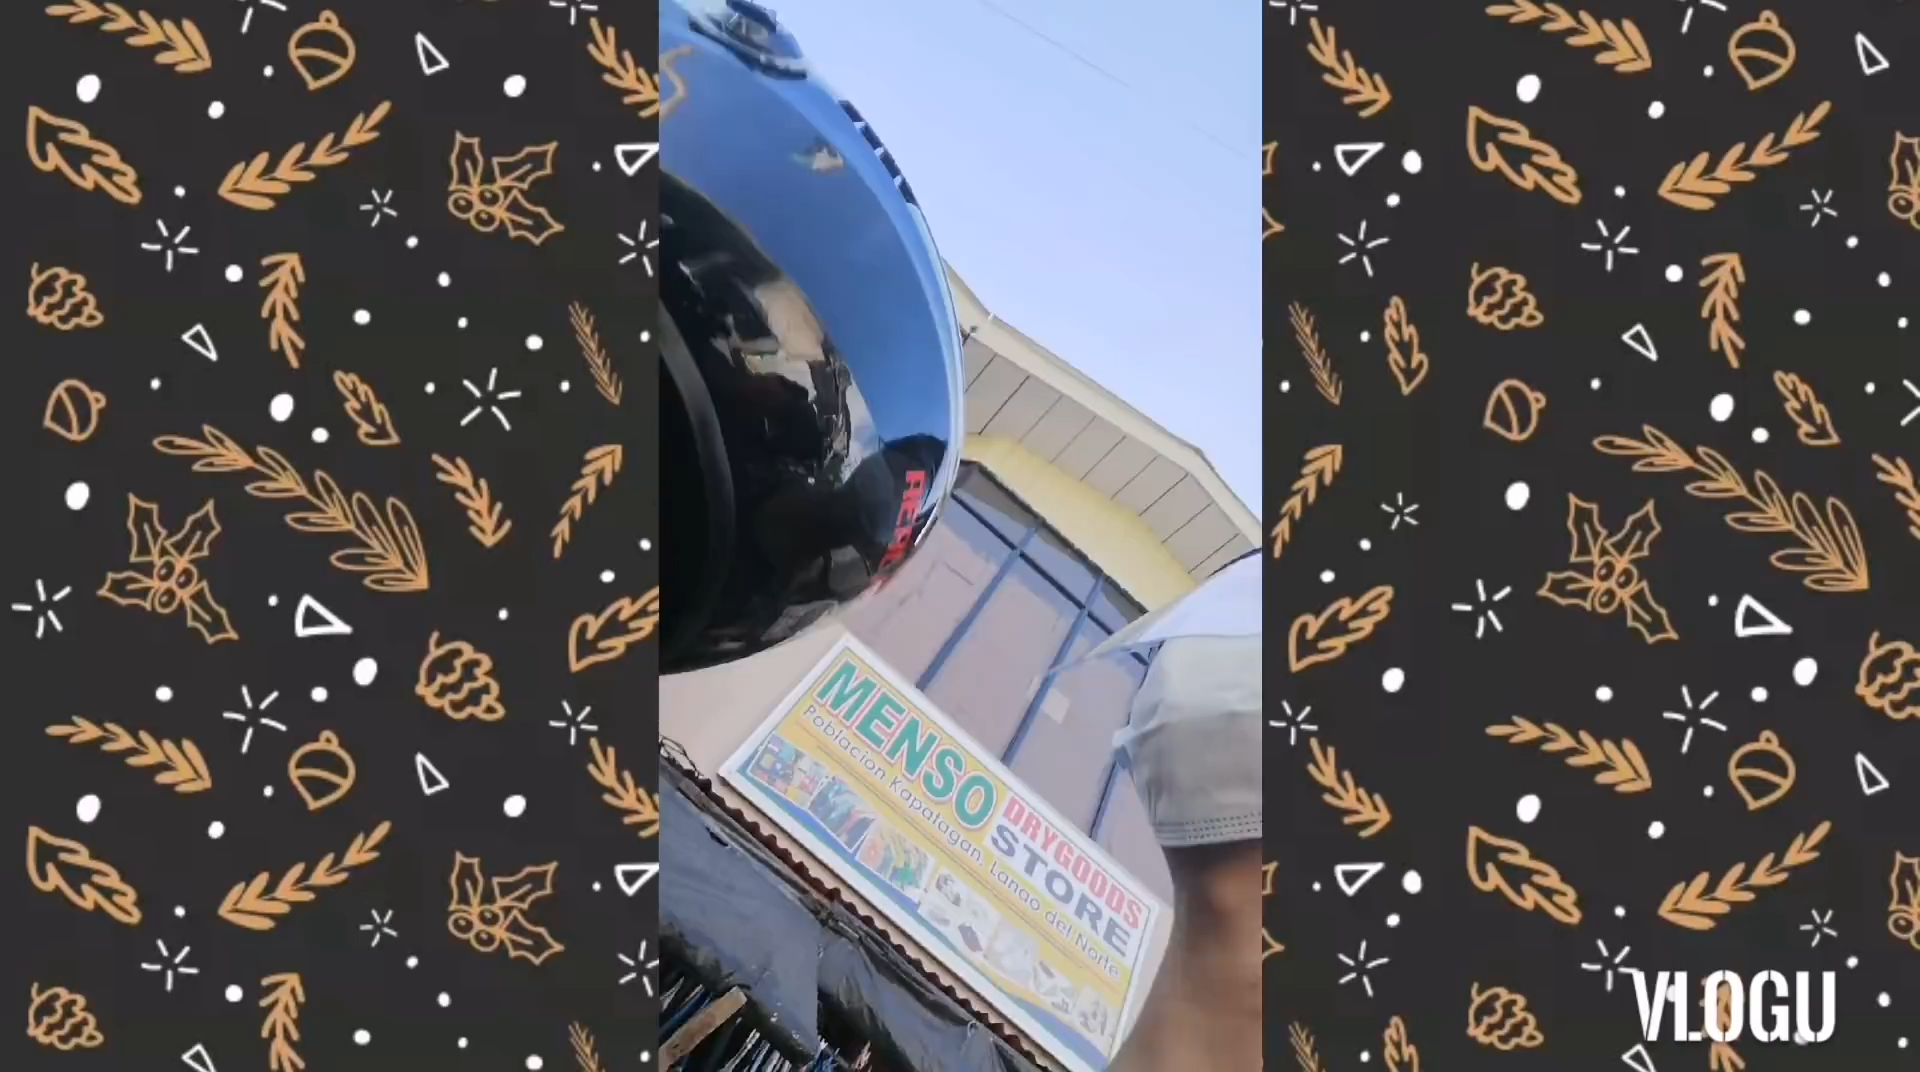 MENSO DRYGOODS
STORE
Poblacion Kapatagan, Lanao del Norte
VLOGU